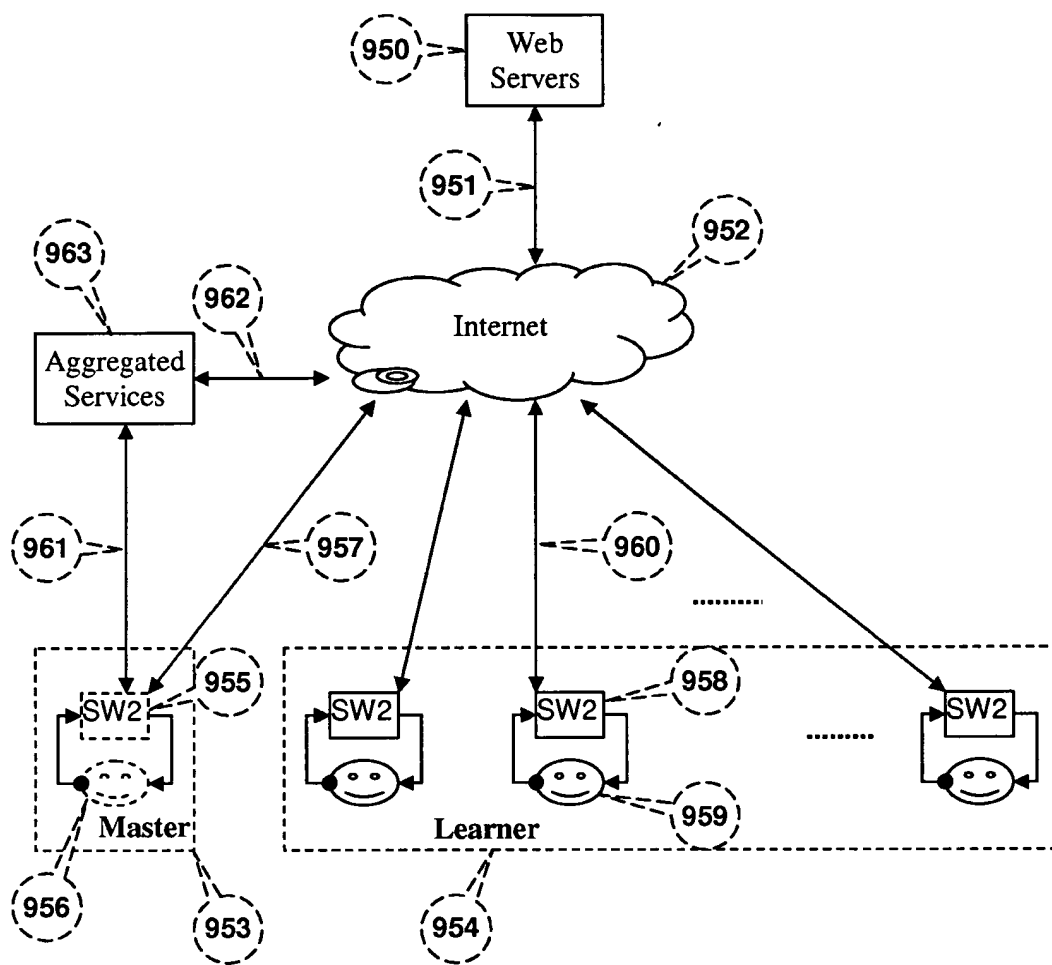 950
Web
Servers
951
952
963
962
Internet
Aggregated
Services
961
957
960
955
958
SW2
SW2
SW2
SW2
959
Master
Learner
956
953
954